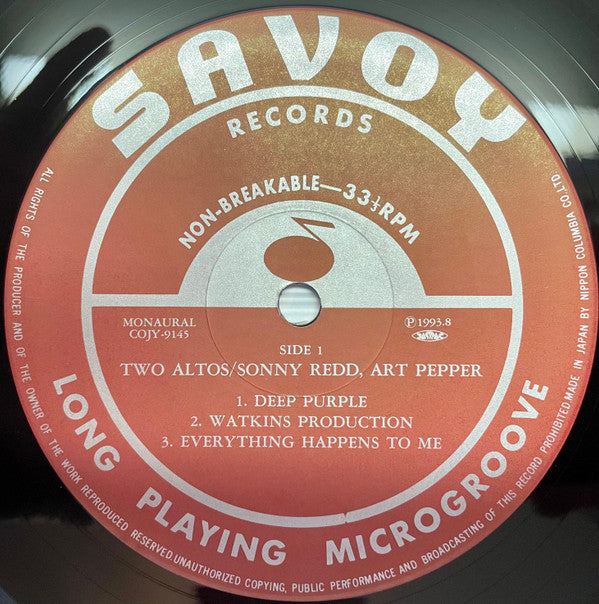 SAVOY
RECORDS
NON-BREAKABLE—33⅓RPM
MONAURAL
COJY-9145
Ⓟ1993.8
SIDE 1
TWO ALTOS/SONNY REDD, ART PEPPER
1. DEEP PURPLE
2. WATKINS PRODUCTION
3. EVERYTHING HAPPENS TO ME
LONG PLAYING MICROGROOVE
ALL RIGHTS OF THE PRODUCER AND OF THE OWNER OF THE WORK REPRODUCED RESERVED.UNAUTHORIZED COPYING, PUBLIC PERFORMANCE AND BROADCASTING OF THIS RECORD PROHIBITED.MADE IN JAPAN BY NIPPON COLUMBIA CO.LTD.